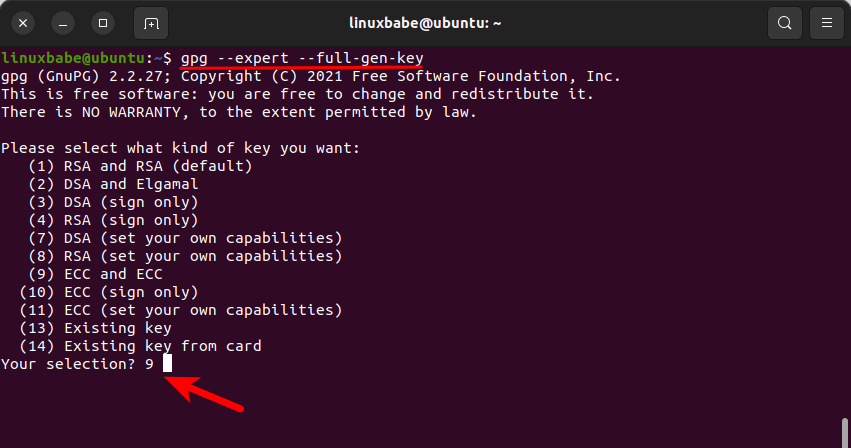 linuxbabe@ubuntu: ~
linuxbabe@ubuntu:~$ gpg --expert --full-gen-key
gpg (GnuPG) 2.2.27; Copyright (C) 2021 Free Software Foundation, Inc.
This is free software: you are free to change and redistribute it.
There is NO WARRANTY, to the extent permitted by law.
Please select what kind of key you want:
(1) RSA and RSA (default)
(2) DSA and Elgamal
(3) DSA (sign only)
(4) RSA (sign only)
(7) DSA (set your own capabilities)
(8) RSA (set your own capabilities)
(9) ECC and ECC
(10) ECC (sign only)
(11) ECC (set your own capabilities)
(13) Existing key
(14) Existing key from card
Your selection? 9